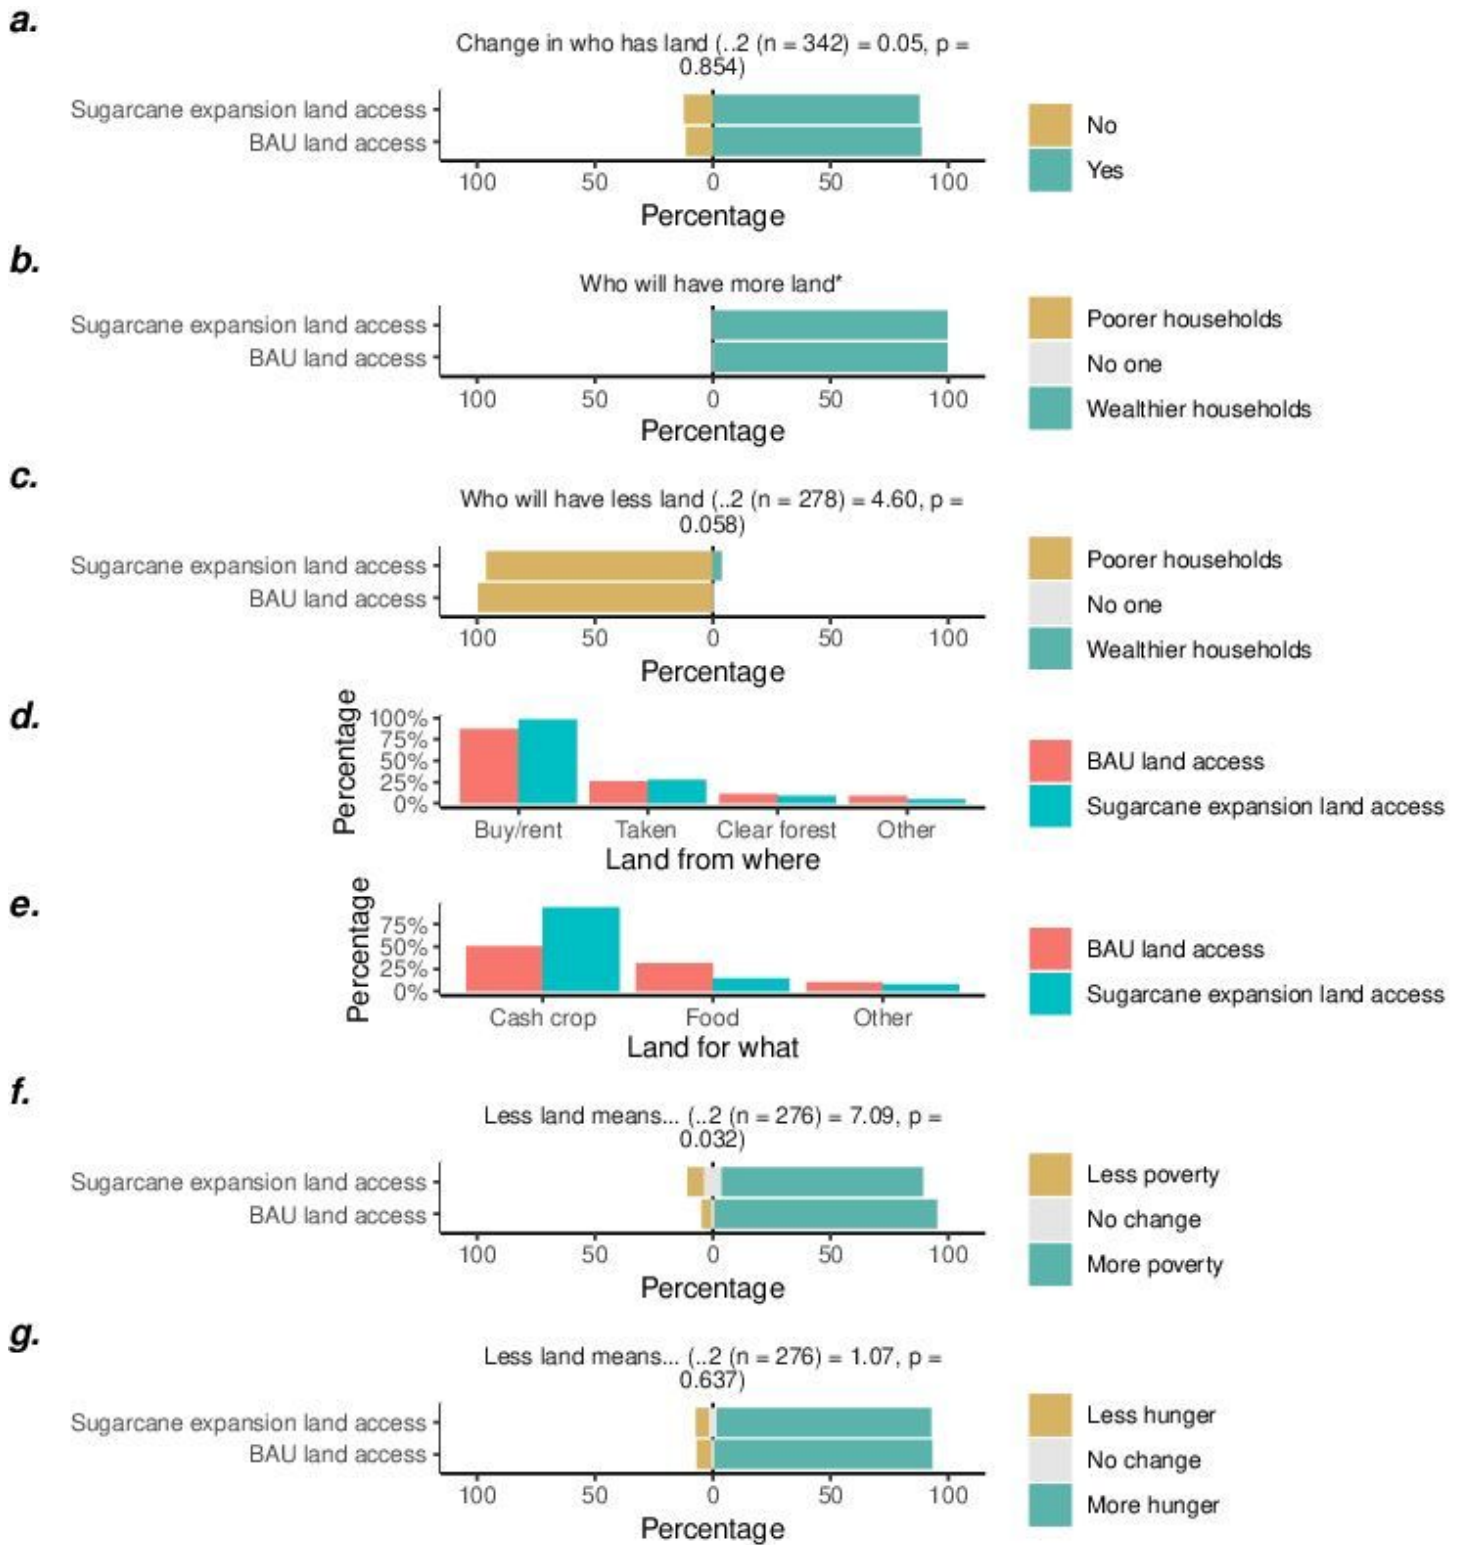 a.
Change in who has land (..2 (n = 342) = 0.05, p =
0.854)
Sugarcane expansion land access
BAU land access
100 50 0 50 100
Percentage
No
Yes
b.
Who will have more land*
Sugarcane expansion land access
BAU land access
100 50 0 50 100
Percentage
Poorer households
No one
Wealthier households
c.
Who will have less land (..2 (n = 278) = 4.60, p =
0.058)
Sugarcane expansion land access
BAU land access
100 50 0 50 100
Percentage
Poorer households
No one
Wealthier households
d.
Percentage
100%
75%
50%
25%
0%
Buy/rent Taken Clear forest Other
Land from where
BAU land access
Sugarcane expansion land access
e.
Percentage
75%
50%
25%
0%
Cash crop Food Other
Land for what
BAU land access
Sugarcane expansion land access
f.
Less land means... (..2 (n = 276) = 7.09, p =
0.032)
Sugarcane expansion land access
BAU land access
100 50 0 50 100
Percentage
Less poverty
No change
More poverty
g.
Less land means... (..2 (n = 276) = 1.07, p =
0.637)
Sugarcane expansion land access
BAU land access
100 50 0 50 100
Percentage
Less hunger
No change
More hunger